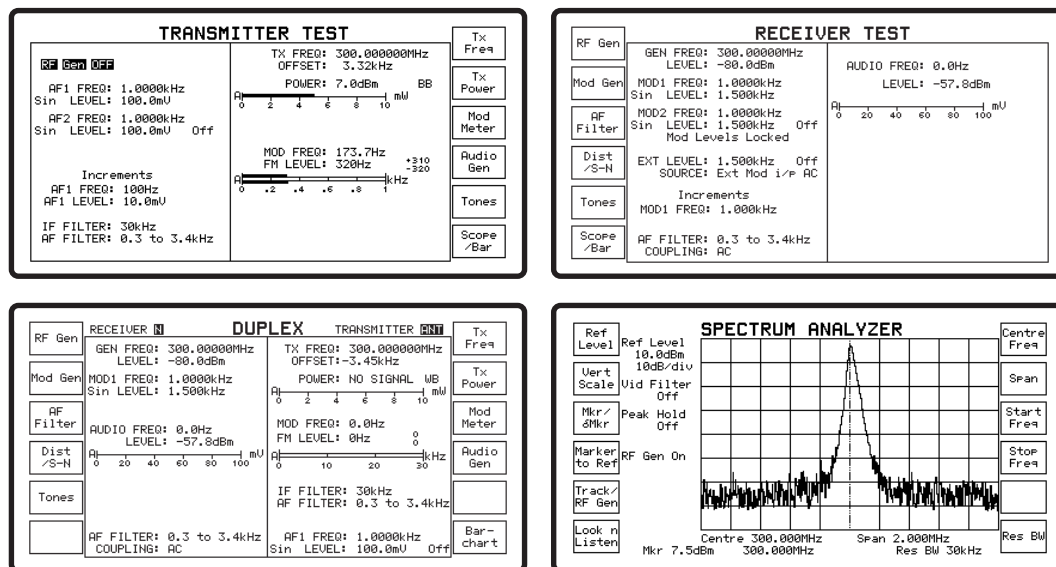 TRANSMITTER TEST
RF Gen OFF
AF1 FREQ: 1.0000kHz
Sin LEVEL: 100.0mV
AF2 FREQ: 1.0000kHz
Sin LEVEL: 100.0mV Off
Increments
AF1 FREQ: 100Hz
AF1 LEVEL: 10.0mV
IF FILTER: 30kHz
AF FILTER: 0.3 to 3.4kHz
TX FREQ: 300.000000MHz
OFFSET: 3.32kHz
POWER: 7.0dBm BB
A mW
0 2 4 6 8 10
MOD FREQ: 173.7Hz
FM LEVEL: 320Hz +310
-320
A kHz
0 .2 .4 .6 .8 1
Tx
Freq
Tx
Power
Mod
Meter
Audio
Gen
Tones
Scope
/Bar
RECEIVER TEST
RF Gen
Mod Gen
AF
Filter
Dist
/S-N
Tones
Scope
/Bar
GEN FREQ: 300.00000MHz
LEVEL: -80.0dBm
MOD1 FREQ: 1.0000kHz
Sin LEVEL: 1.500kHz
MOD2 FREQ: 1.0000kHz
Sin LEVEL: 1.500kHz Off
Mod Levels Locked
EXT LEVEL: 1.500kHz Off
SOURCE: Ext Mod i/p AC
Increments
MOD1 FREQ: 1.000kHz
AF FILTER: 0.3 to 3.4kHz
COUPLING: AC
AUDIO FREQ: 0.0Hz
LEVEL: -57.8dBm
A mV
0 20 40 60 80 100
RECEIVER N DUPLEX TRANSMITTER ANT
RF Gen
Mod Gen
AF
Filter
Dist
/S-N
Tones
GEN FREQ: 300.00000MHz
LEVEL: -80.0dBm
MOD1 FREQ: 1.0000kHz
Sin LEVEL: 1.500kHz
AUDIO FREQ: 0.0Hz
LEVEL: -57.8dBm
A mV
0 20 40 60 80 100
AF FILTER: 0.3 to 3.4kHz
COUPLING: AC
TX FREQ: 300.000000MHz
OFFSET:-3.45kHz
POWER: NO SIGNAL WB
A mW
0 2 4 6 8 10
MOD FREQ: 0.0Hz
FM LEVEL: 0Hz 0
0
A kHz
0 10 20 30
IF FILTER: 30kHz
AF FILTER: 0.3 to 3.4kHz
AF1 FREQ: 1.0000kHz
Sin LEVEL: 100.0mV Off
Tx
Freq
Tx
Power
Mod
Meter
Audio
Gen
Bar-
chart
SPECTRUM ANALYZER
Ref
Level
Vert
Scale
Mkr/
δMkr
Marker
to Ref
Track/
RF Gen
Look n
Listen
Ref Level
10.0dBm
10dB/div
Vid Filter
Off
Peak Hold
Off
RF Gen On
Centre 300.000MHz Span 2.000MHz
Mkr 7.5dBm 300.000MHz Res BW 30kHz
Centre
Freq
Span
Start
Freq
Stop
Freq
Res BW